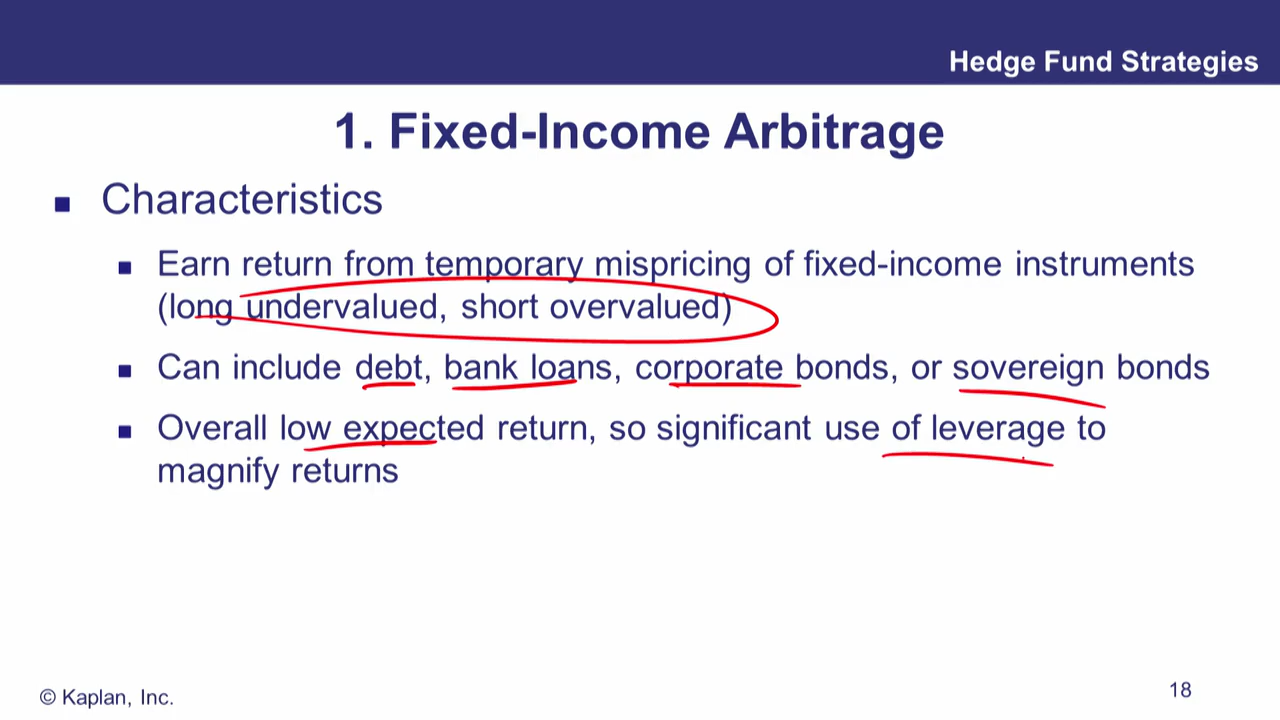 Hedge Fund Strategies
1. Fixed-Income Arbitrage
Characteristics
Earn return from temporary mispricing of fixed-income instruments
(long undervalued, short overvalued)
Can include debt, bank loans, corporate bonds, or sovereign bonds
Overall low expected return, so significant use of leverage to
magnify returns
© Kaplan, Inc.
18